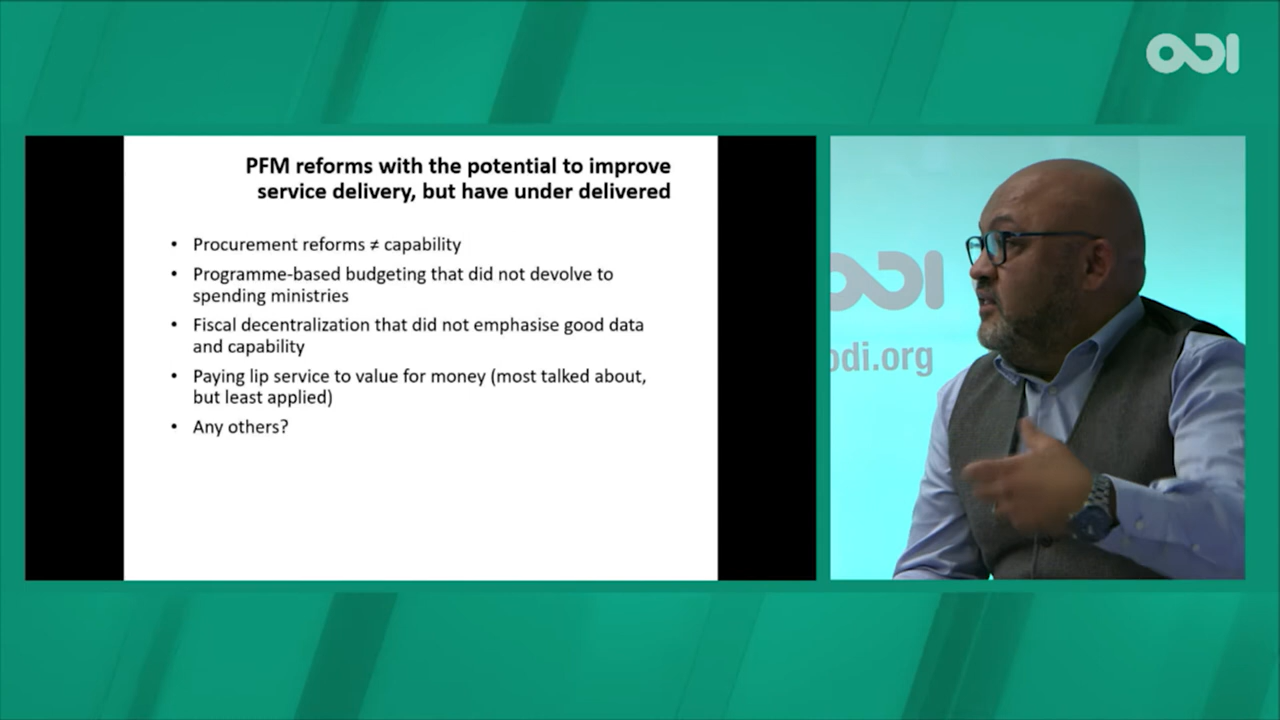 ODI
PFM reforms with the potential to improve
service delivery, but have under delivered
• Procurement reforms ≠ capability
• Programme-based budgeting that did not devolve to
spending ministries
• Fiscal decentralization that did not emphasise good data
and capability
• Paying lip service to value for money (most talked about,
but least applied)
• Any others?
ODI
odi.org